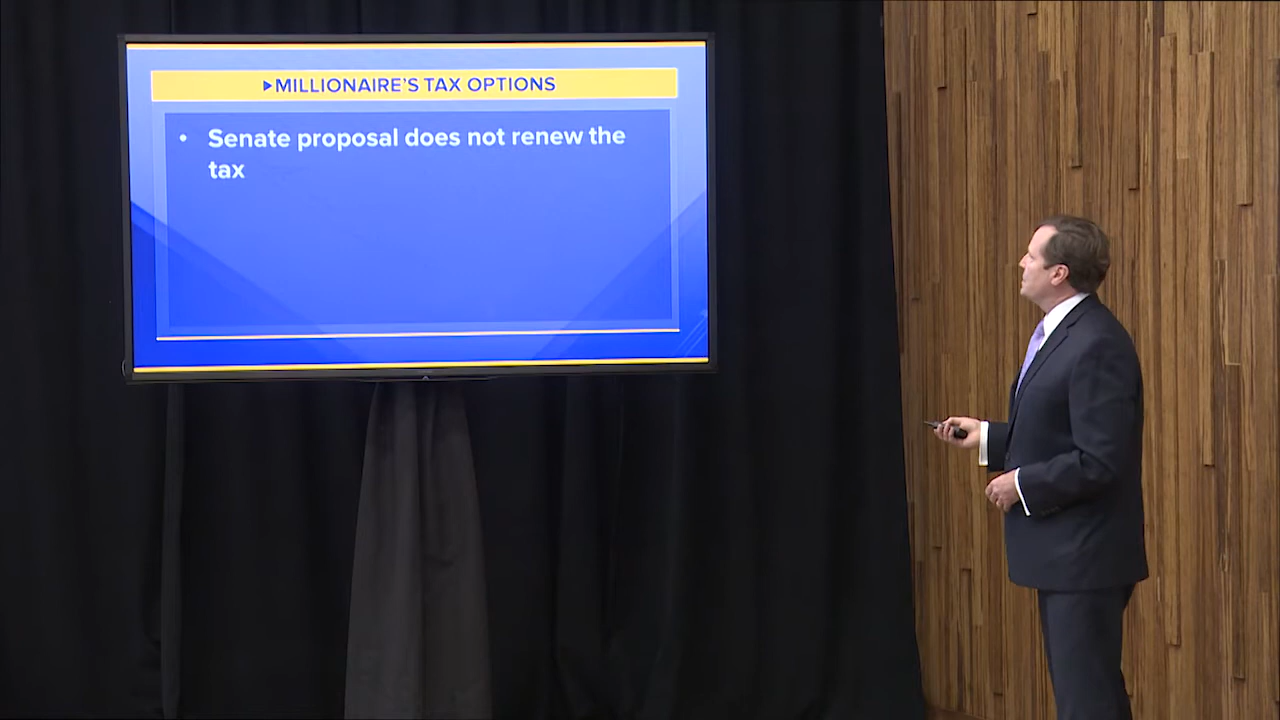 ▶MILLIONAIRE'S TAX OPTIONS
• Senate proposal does not renew the
tax